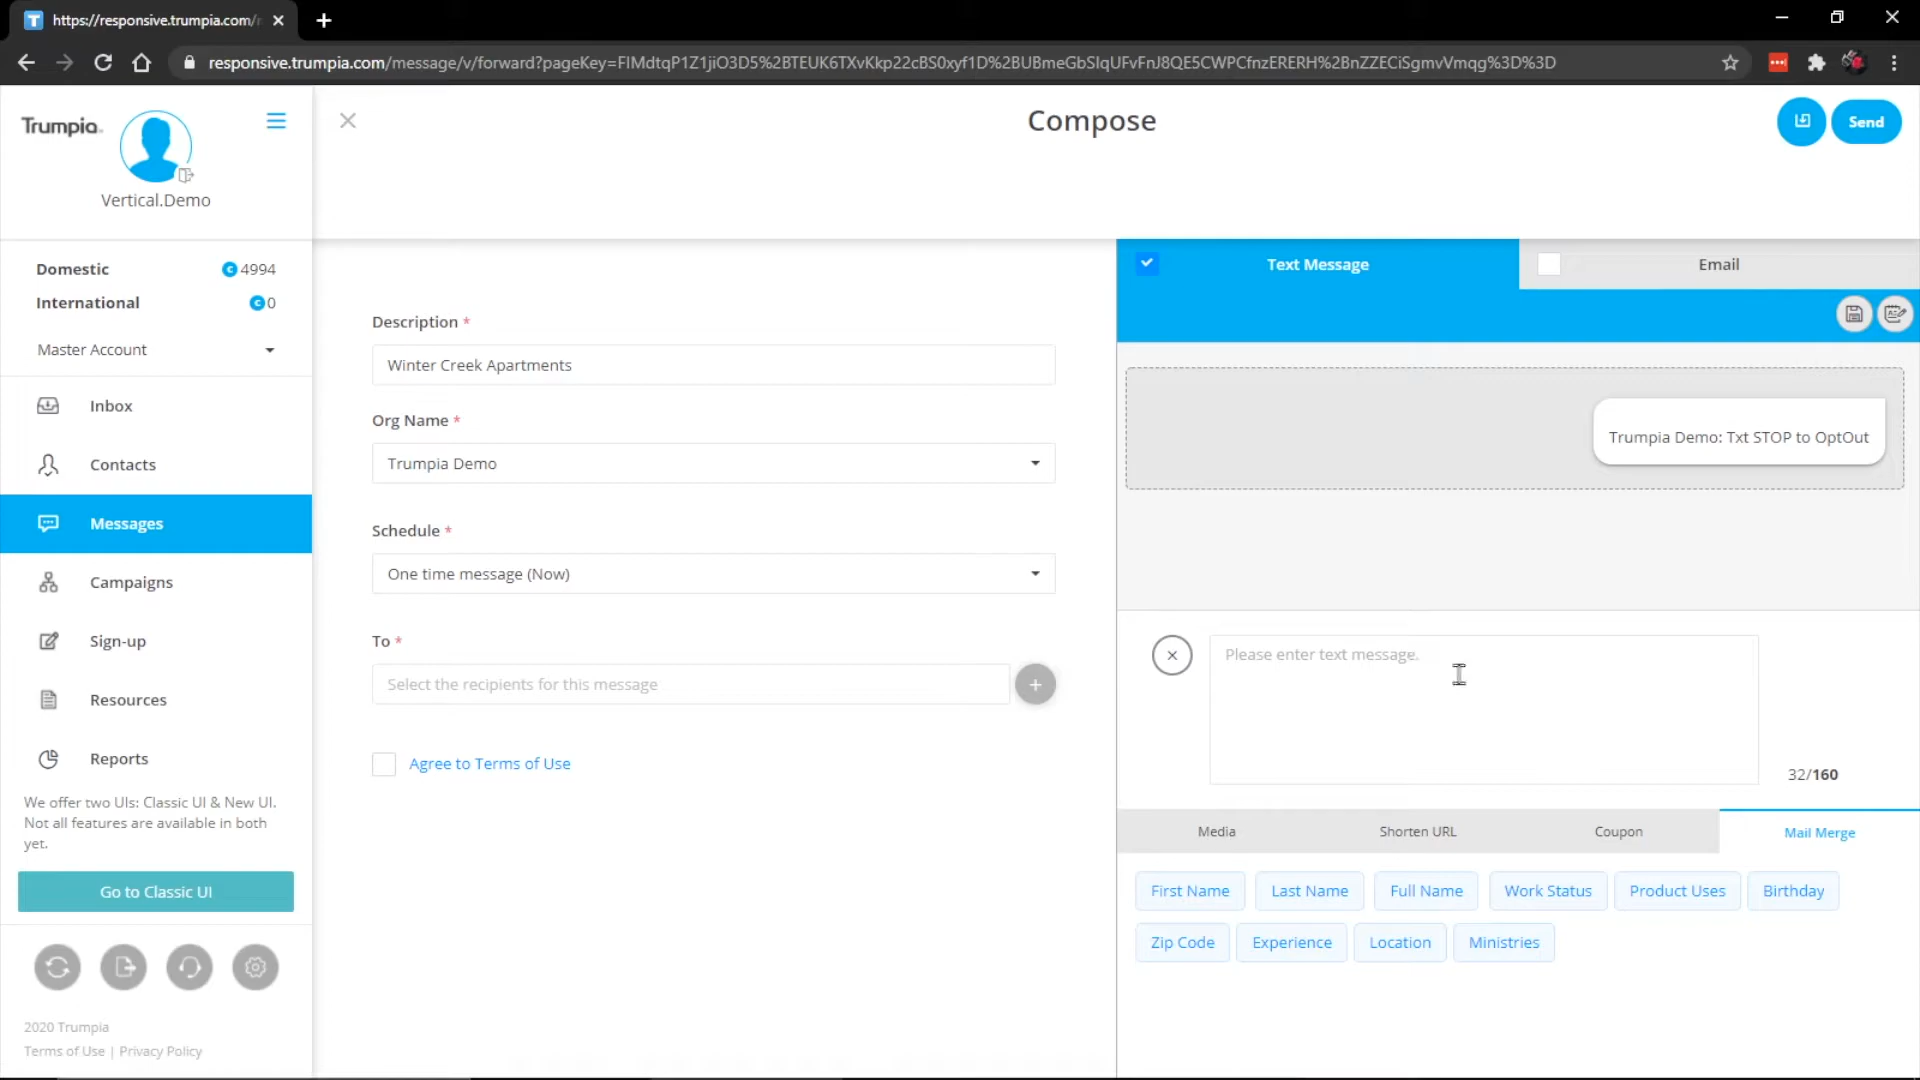 https://responsive.trumpia.com/r
responsive.trumpia.com/message/v/forward?pageKey=FIMdtqP1Z1jiO3D5%2BTEUK6TXvKkp22cBS0xyf1D%2BUBmeGbSlqUFvFnJ8QE5CWPCfnzERERH%2BnZZECiSgmvVmqg%3D%3D
Trumpia
Vertical.Demo
Domestic 4994
International 0
Master Account
Inbox
Contacts
Messages
Campaigns
Sign-up
Resources
Reports
We offer two UIs: Classic UI & New UI.
Not all features are available in both
yet.
Go to Classic UI
2020 Trumpia
Terms of Use | Privacy Policy
Compose
Send
Description *
Winter Creek Apartments
Org Name *
Trumpia Demo
Schedule *
One time message (Now)
To *
Select the recipients for this message
Agree to Terms of Use
Text Message
Email
Trumpia Demo: Txt STOP to OptOut
Please enter text message.
32/160
Media Shorten URL Coupon Mail Merge
First Name Last Name Full Name Work Status Product Uses Birthday
Zip Code Experience Location Ministries